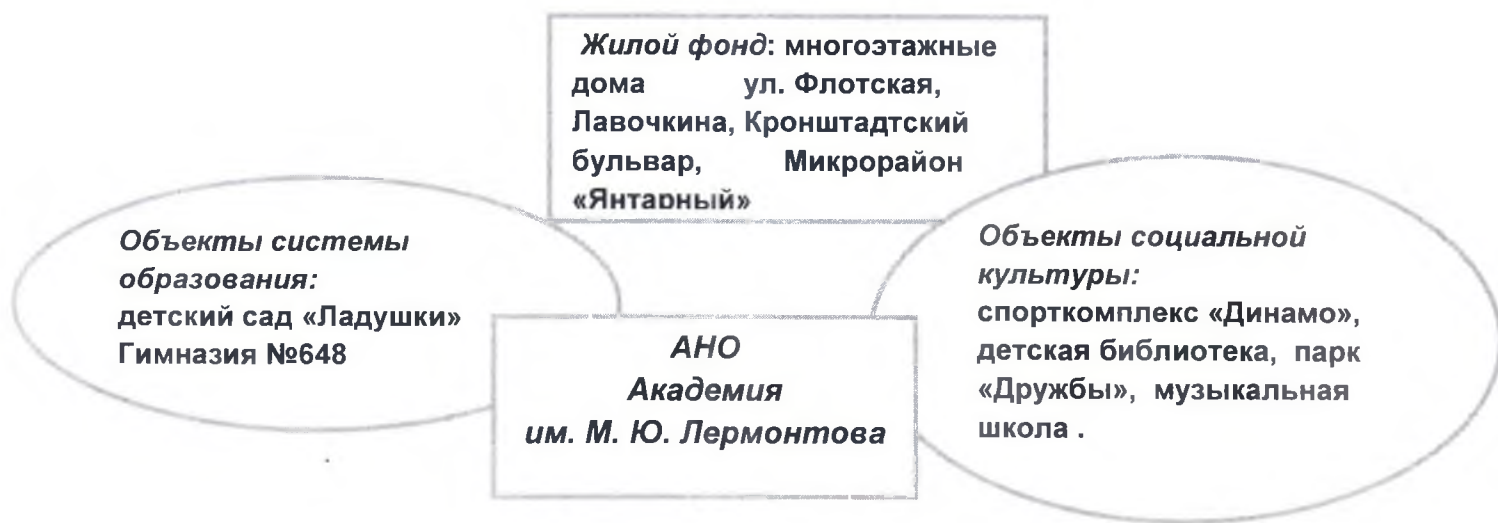 Жилой фонд: многоэтажные
дома ул. Флотская,
Лавочкина, Кронштадтский
бульвар, Микрорайон
«Янтарный»
Объекты системы
образования:
детский сад «Ладушки»
Гимназия №648
АНО
Академия
им. М. Ю. Лермонтова
Объекты социальной
культуры:
спорткомплекс «Динамо»,
детская библиотека, парк
«Дружбы», музыкальная
школа .